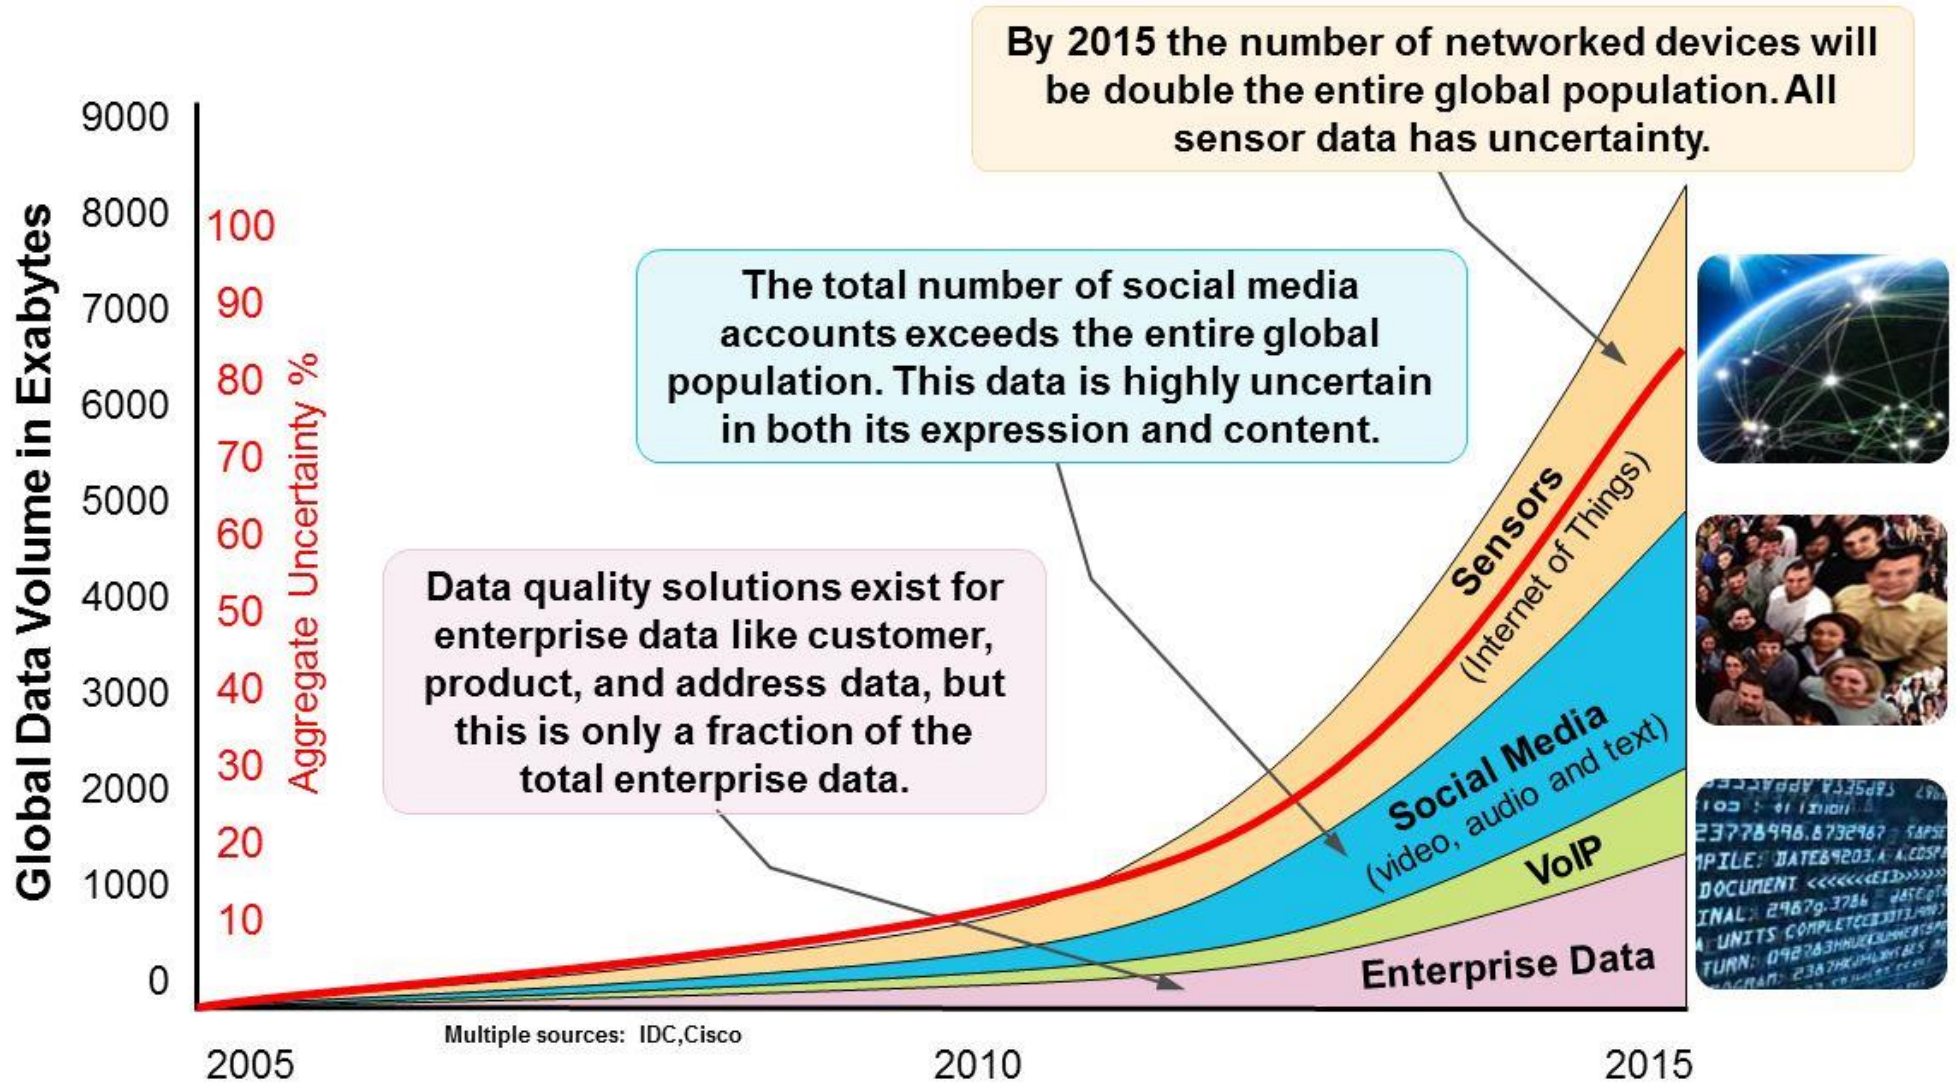 By 2015 the number of networked devices will
be double the entire global population. All
sensor data has uncertainty.
The total number of social media
accounts exceeds the entire global
population. This data is highly uncertain
in both its expression and content.
Data quality solutions exist for
enterprise data like customer,
product, and address data, but
this is only a fraction of the
total enterprise data.
Global Data Volume in Exabytes
9000
8000
7000
6000
5000
4000
3000
2000
1000
0
Aggregate Uncertainty %
100
90
80
70
60
50
40
30
20
10
Sensors
(Internet of Things)
Social Media
(video, audio and text)
VoIP
Enterprise Data
Multiple sources: IDC,Cisco
2005
2010
2015
DOCUMENT